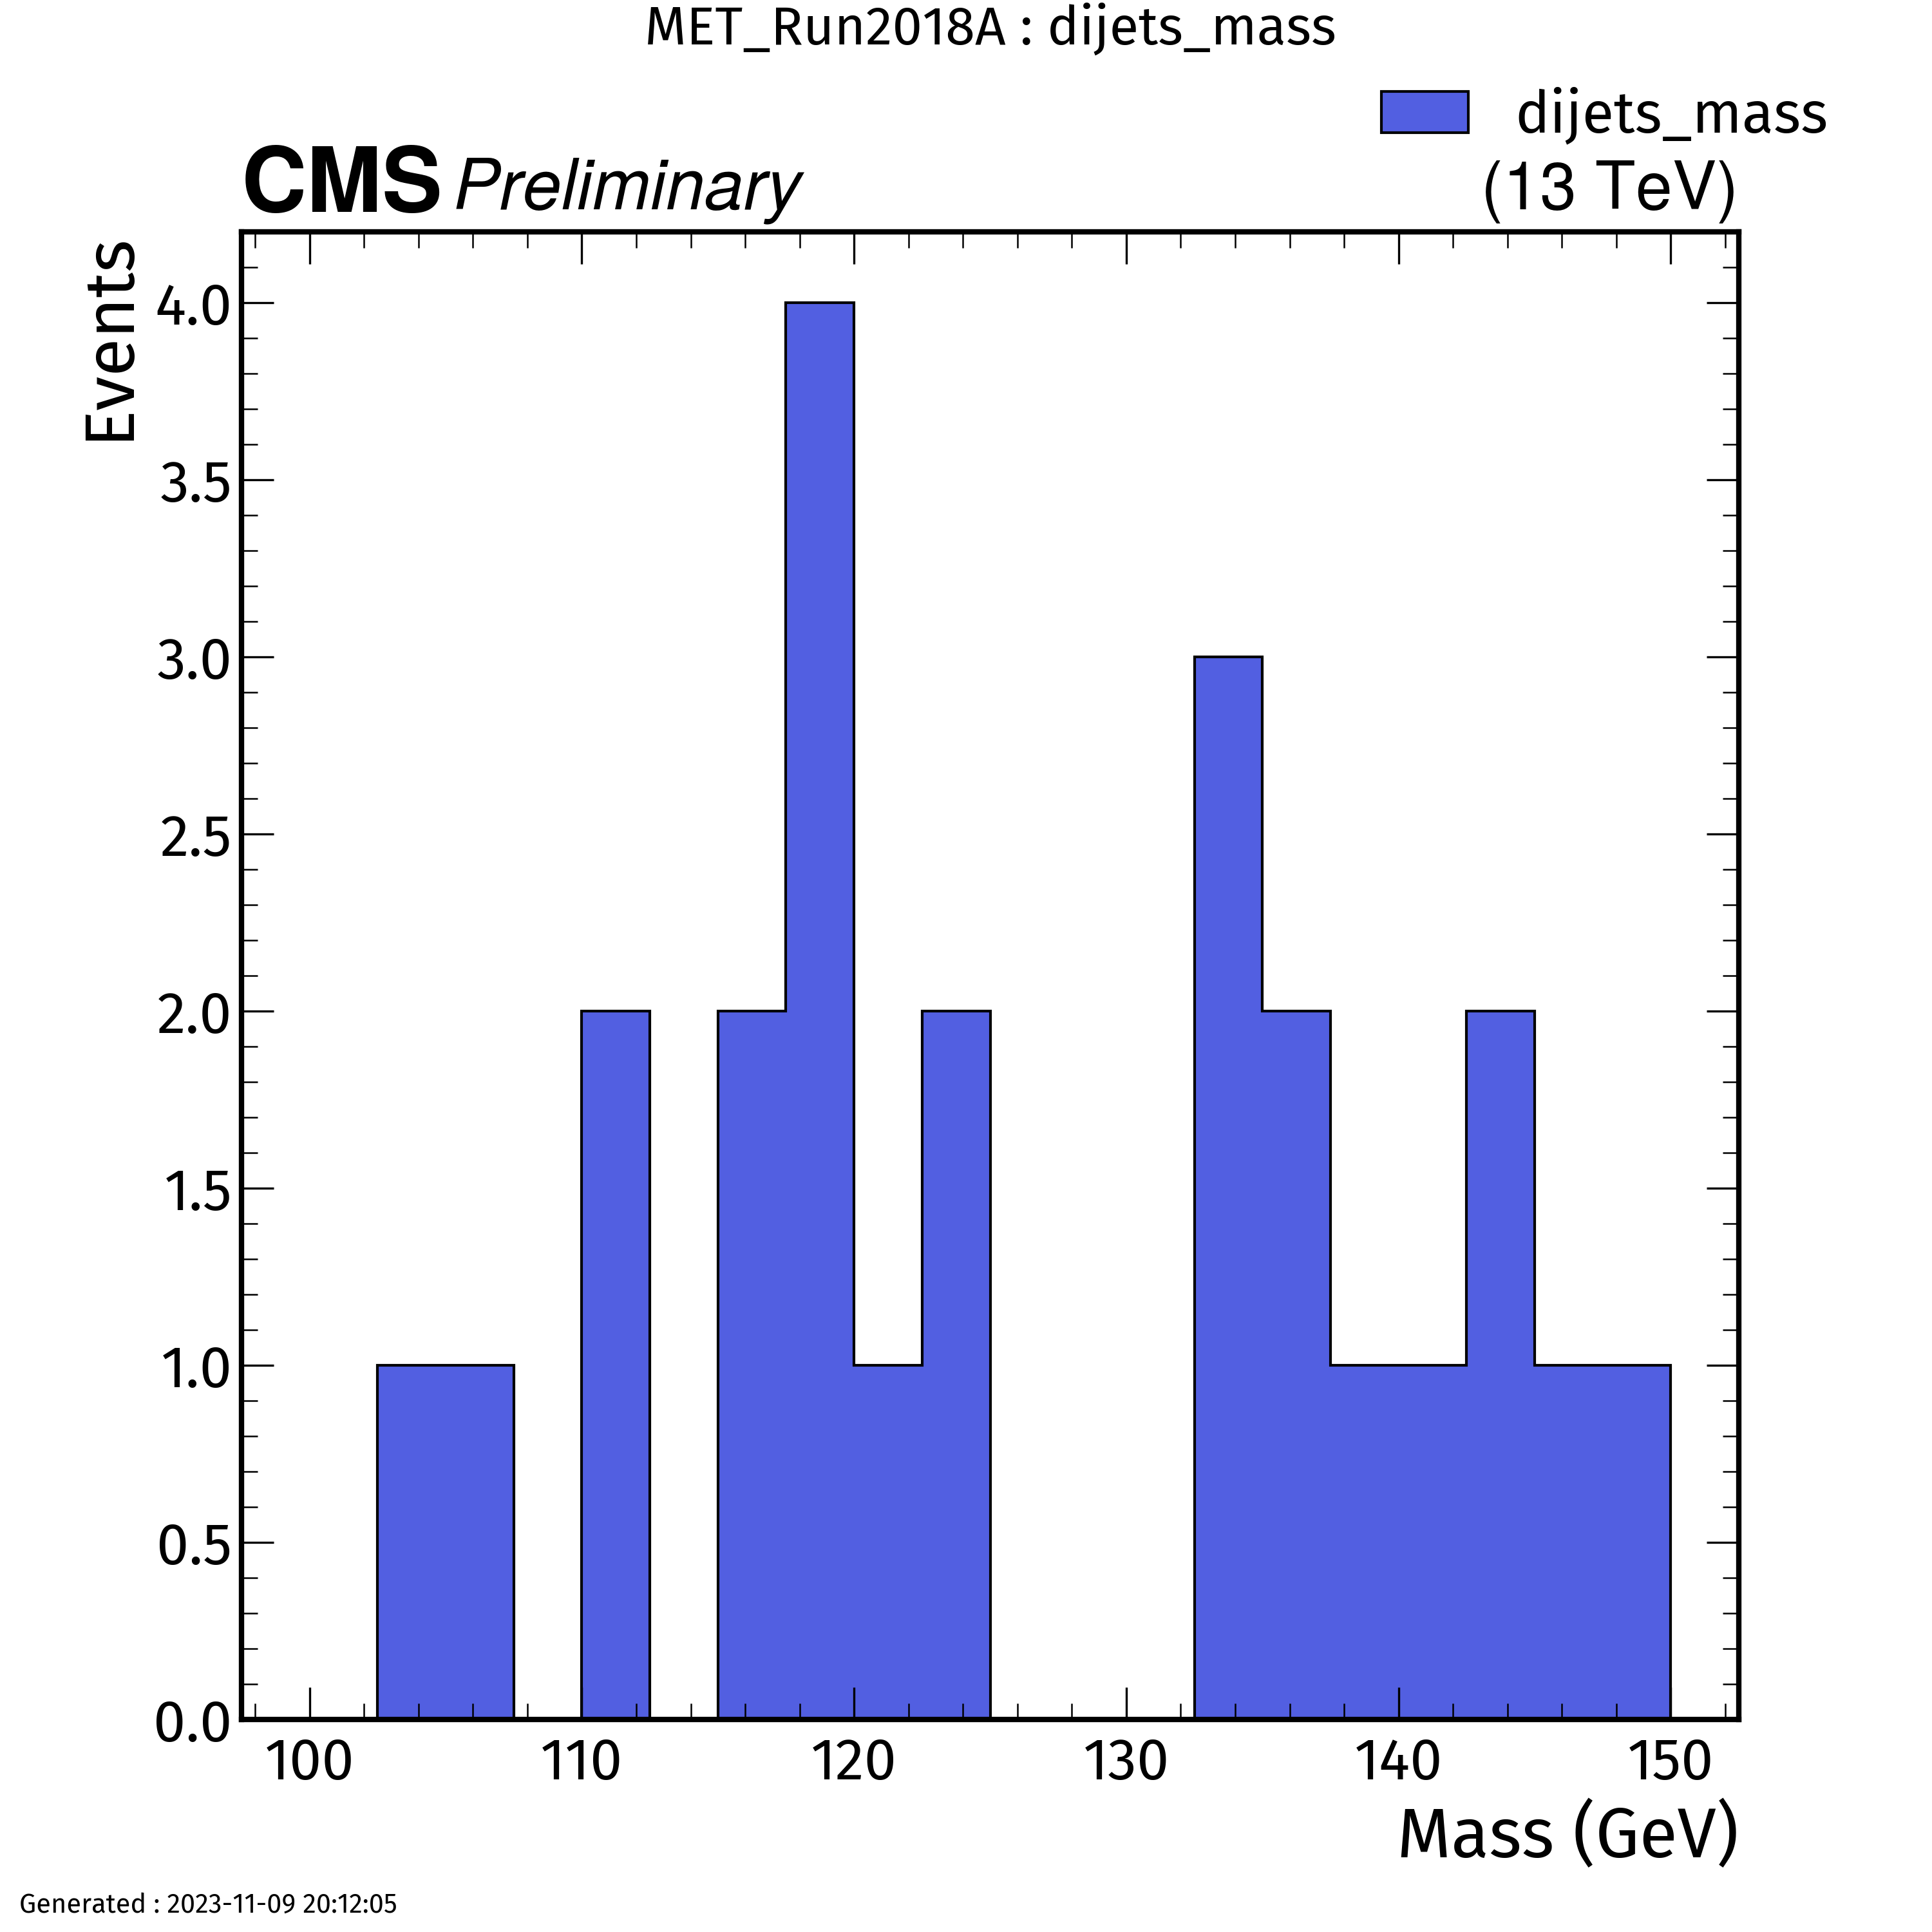 MET_Run2018A : dijets_mass
dijets_mass
CMS Preliminary (13 TeV)
Events
4.0
3.5
3.0
2.5
2.0
1.5
1.0
0.5
0.0
100 110 120 130 140 150
Mass (GeV)
Generated : 2023-11-09 20:12:05